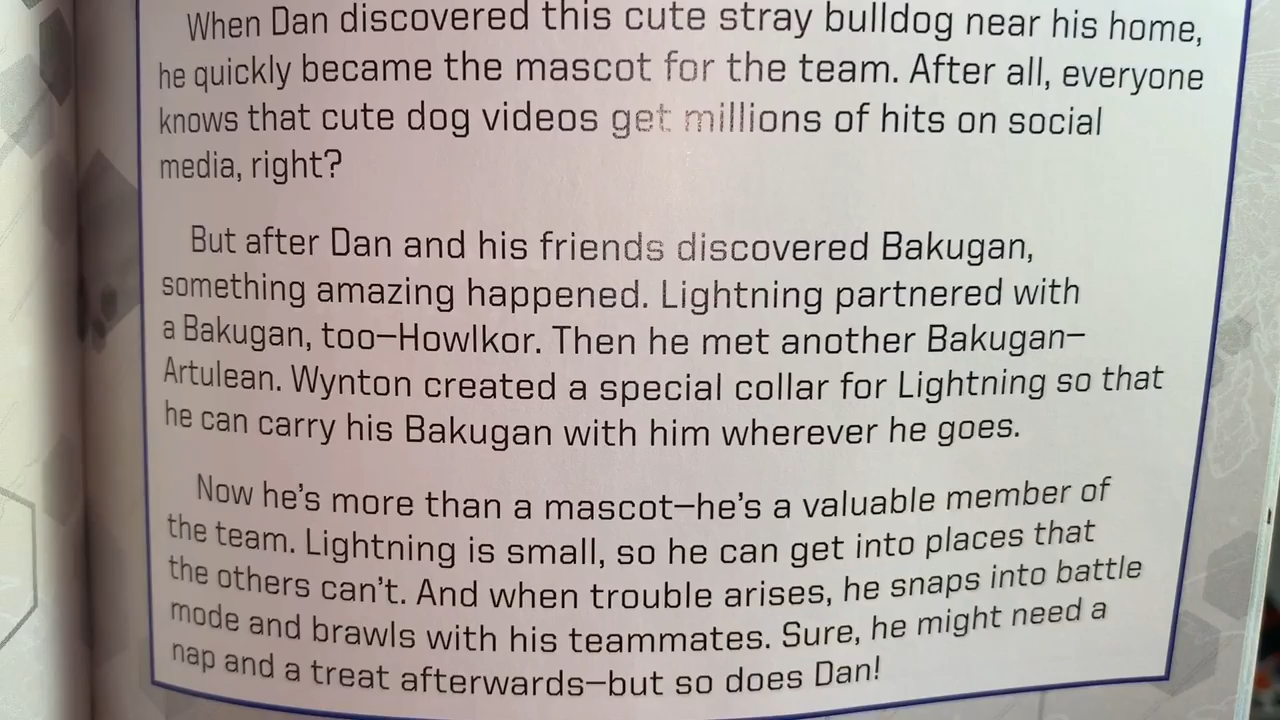 When Dan discovered this cute stray bulldog near his home,
he quickly became the mascot for the team. After all, everyone
knows that cute dog videos get millions of hits on social
media, right?
But after Dan and his friends discovered Bakugan,
something amazing happened. Lightning partnered with
a Bakugan, too—Howlkor. Then he met another Bakugan—
Artulean. Wynton created a special collar for Lightning so that
he can carry his Bakugan with him wherever he goes.
Now he's more than a mascot—he's a valuable member of
the team. Lightning is small, so he can get into places that
the others can't. And when trouble arises, he snaps into battle
mode and brawls with his teammates. Sure, he might need a
nap and a treat afterwards—but so does Dan!